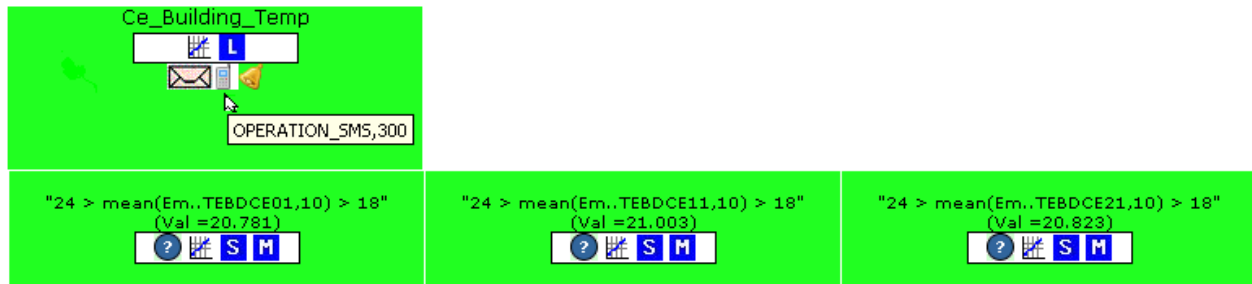 Ce_Building_Temp
L
OPERATION_SMS,300
"24 > mean(Em..TEBDCE01,10) > 18"
(Val =20.781)
? S M
"24 > mean(Em..TEBDCE11,10) > 18"
(Val =21.003)
? S M
"24 > mean(Em..TEBDCE21,10) > 18"
(Val =20.823)
? S M